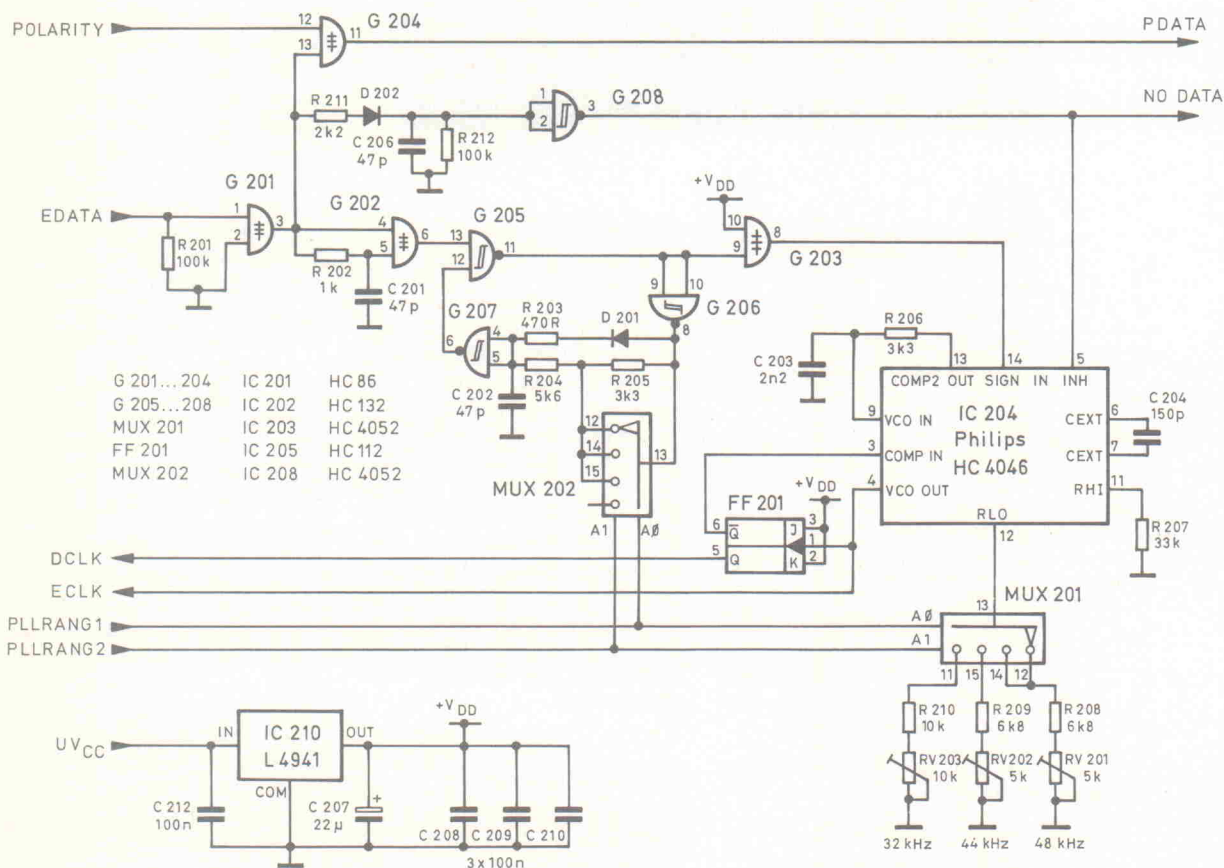 POLARITY
12
13
11
G 204
PDATA
R 211
2k2
D 202
C 206
47p
R 212
100k
1
2
3
G 208
NO DATA
EDATA
R 201
100k
G 201
1
2
3
G 202
4
5
6
R 202
1k
C 201
47p
G 205
13
12
11
+VDD
10
9
8
G 203
9
10
G 206
8
G 207
6
4
5
R 203
470R
D 201
R 204
5k6
R 205
3k3
C 202
47p
12
14
15
13
MUX 202
A1
AØ
G 201...204 IC 201 HC 86
G 205...208 IC 202 HC 132
MUX 201 IC 203 HC 4052
FF 201 IC 205 HC 112
MUX 202 IC 208 HC 4052
R 206
3k3
C 203
2n2
13
14
5
COMP2 OUT SIGN IN INH
9
VCO IN
3
COMP IN
4
VCO OUT
IC 204
Philips
HC 4046
CEXT
6
CEXT
7
C 204
150p
RHI
11
R 207
33k
RLO
12
FF 201
+VDD
6
Q
5
Q
J
3
1
K
2
DCLK
ECLK
PLLRANG1
PLLRANG2
MUX 201
13
AØ
A1
11
15
14
12
R 210
10k
R 209
6k8
R 208
6k8
RV203
10k
RV202
5k
RV 201
5k
32 kHz
44 kHz
48 kHz
UVCC
IN
IC 210
L 4941
OUT
COM
+VDD
C 212
100n
C 207
22µ
+
C 208
C 209
C 210
3x100n